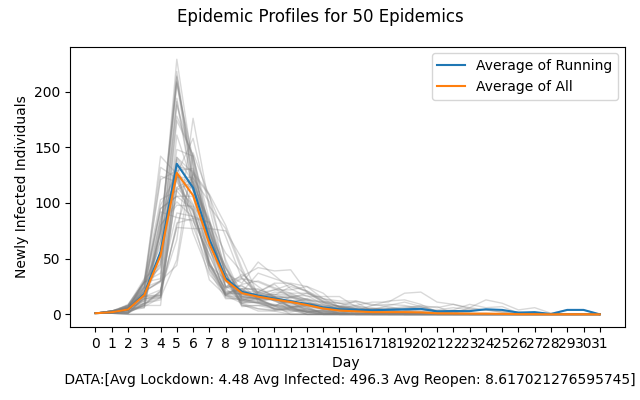 Epidemic Profiles for 50 Epidemics
Average of Running
Average of All
Newly Infected Individuals
200
150
100
50
0
0 1 2 3 4 5 6 7 8 9 10 11 12 13 14 15 16 17 18 19 20 21 22 23 24 25 26 27 28 29 30 31
Day
DATA:[Avg Lockdown: 4.48 Avg Infected: 496.3 Avg Reopen: 8.617021276595745]